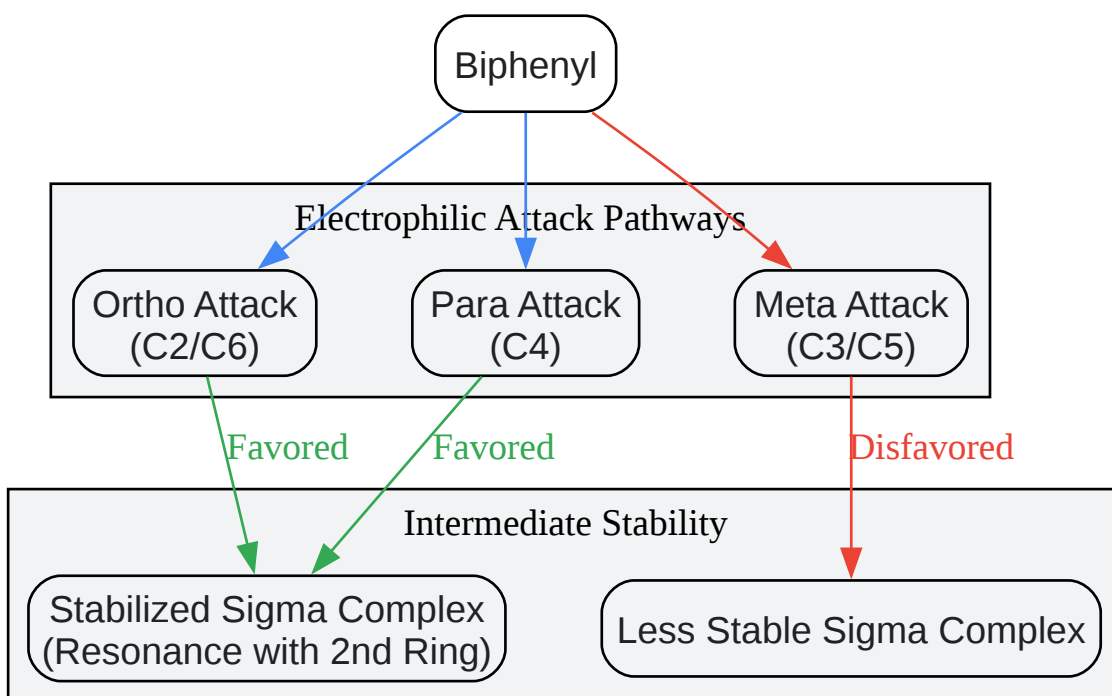 Biphenyl
Electrophilic Attack Pathways
Ortho Attack
(C2/C6)
Para Attack
(C4)
Meta Attack
(C3/C5)
Favored
Favored
Disfavored
Intermediate Stability
Stabilized Sigma Complex
(Resonance with 2nd Ring)
Less Stable Sigma Complex